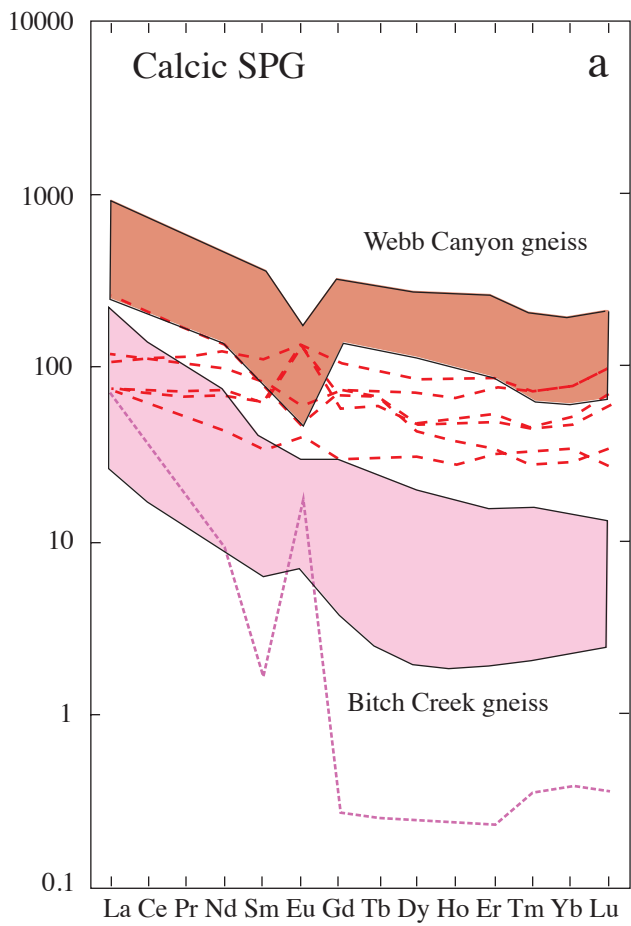 10000
Calcic SPG
a
1000
Webb Canyon gneiss
100
10
Bitch Creek gneiss
1
0.1
La Ce Pr Nd Sm Eu Gd Tb Dy Ho Er Tm Yb Lu